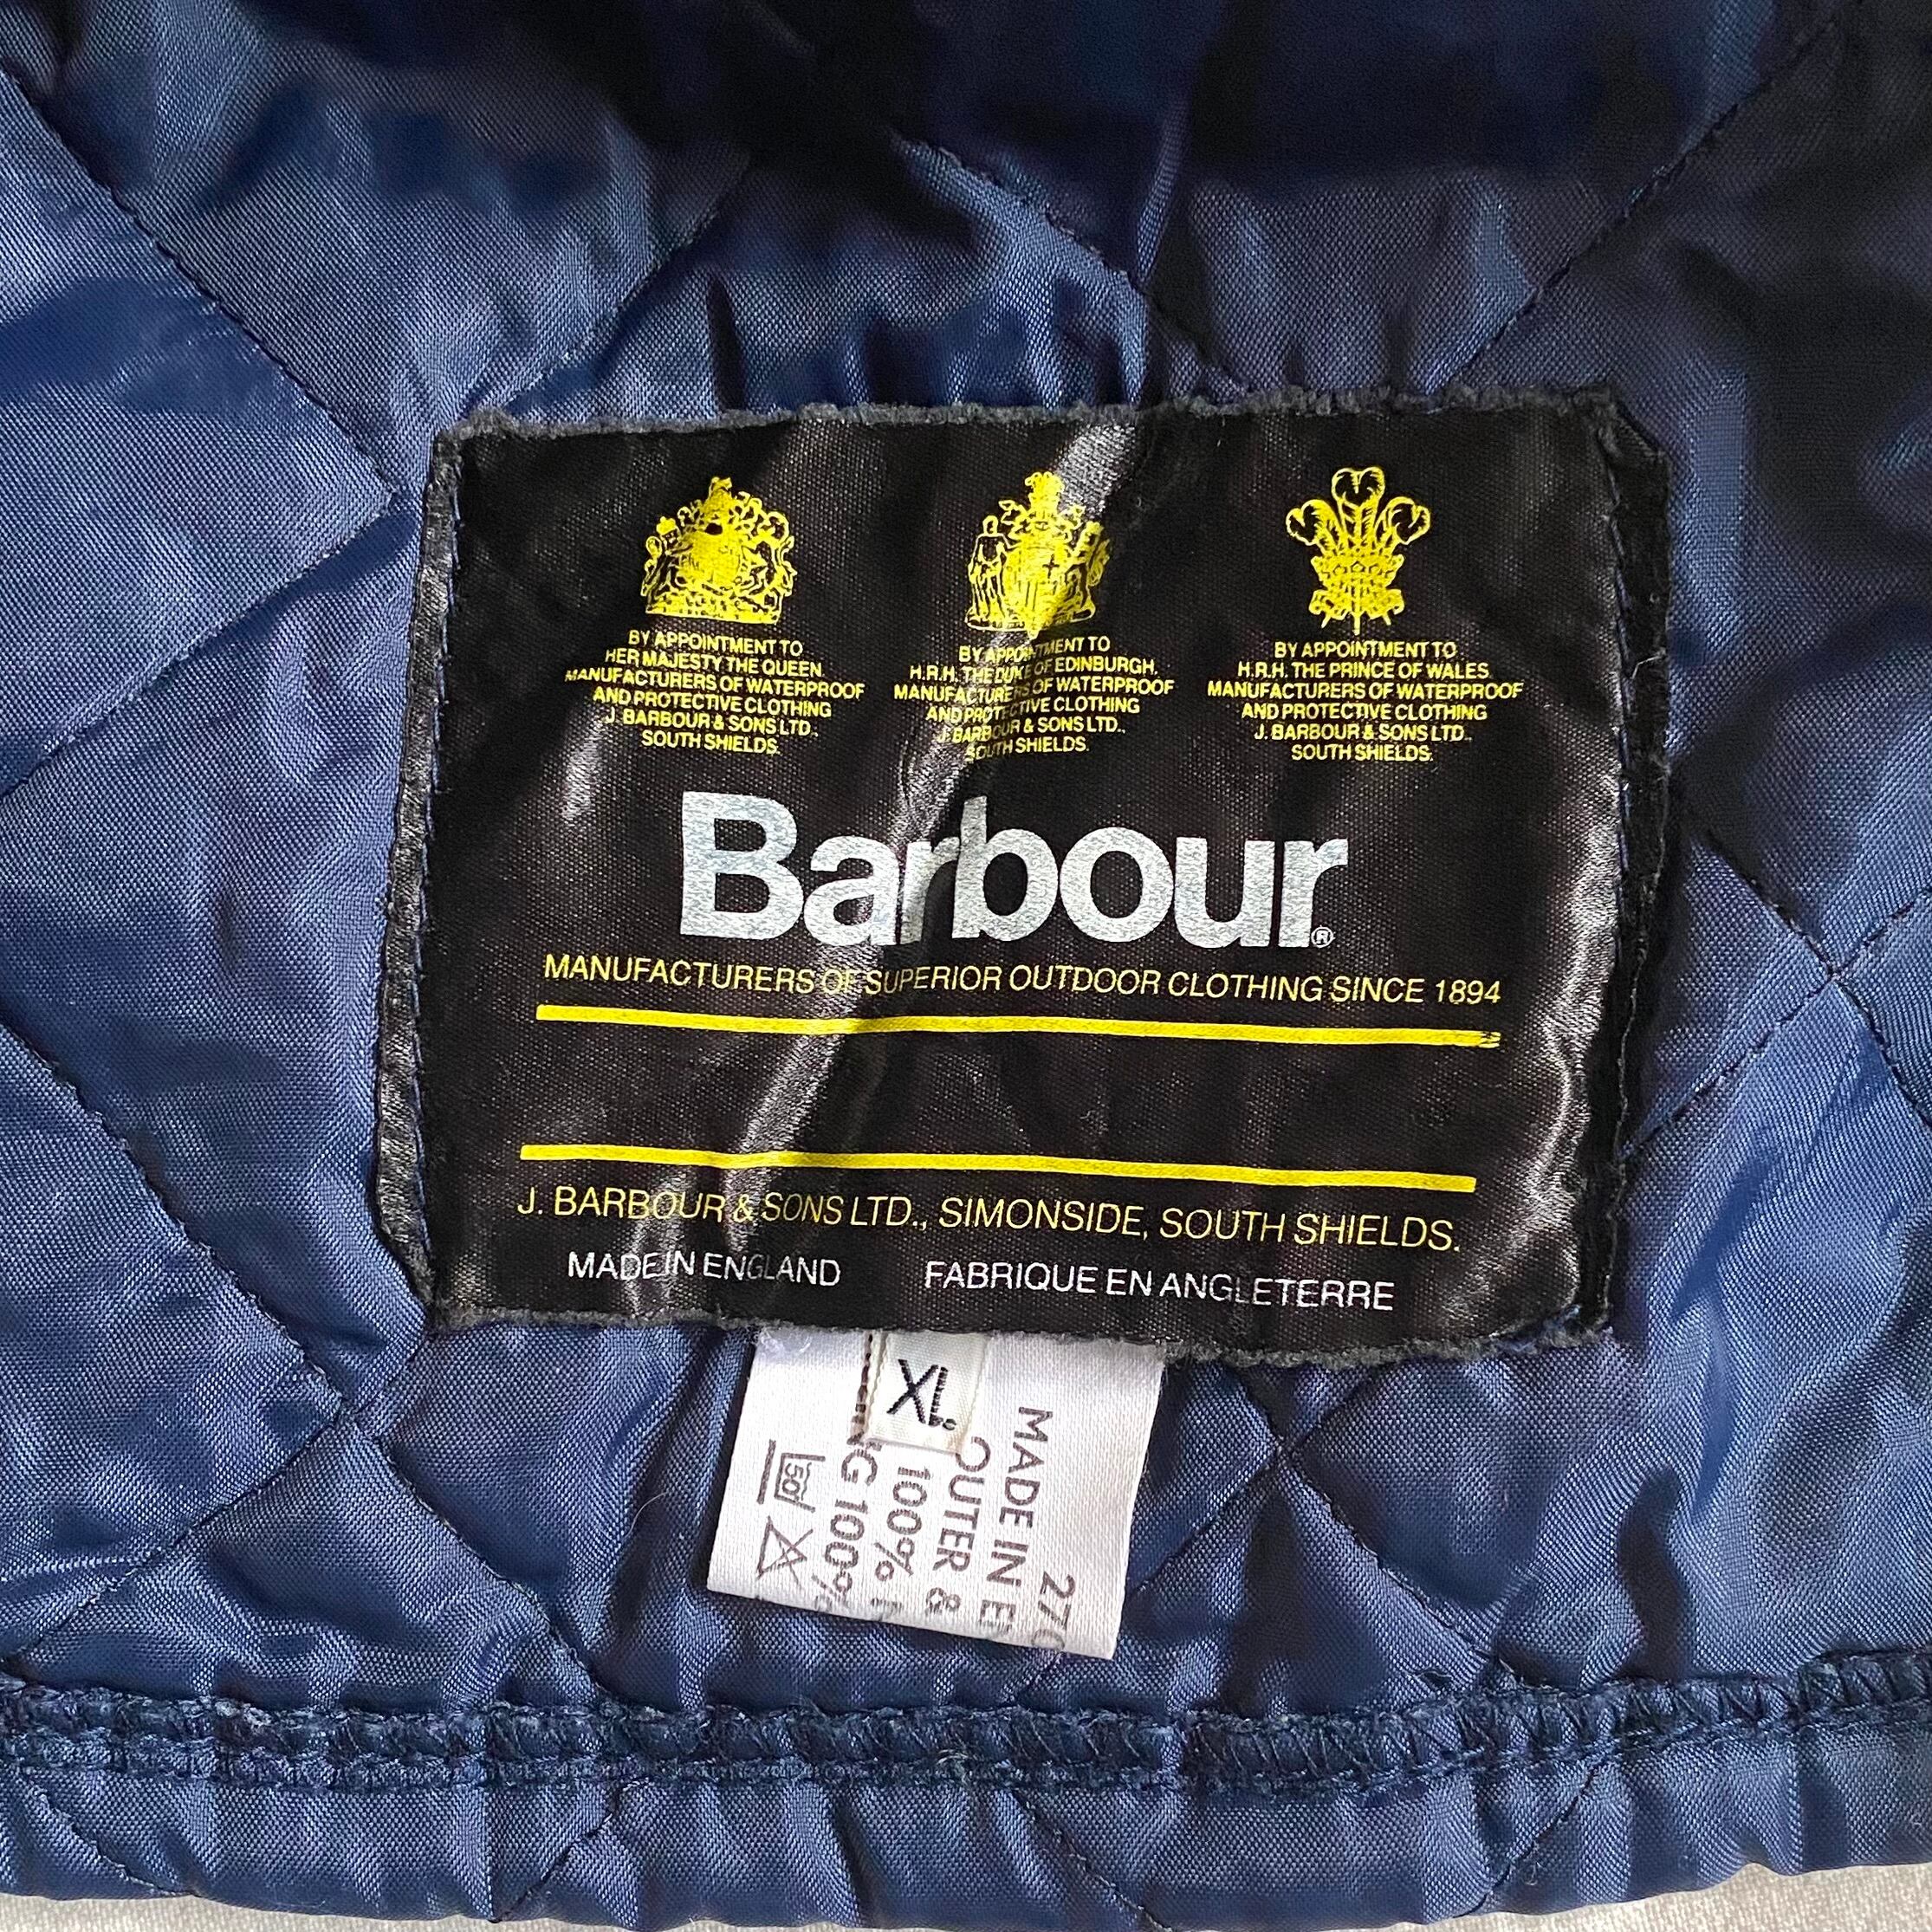 BY APPOINTMENT TO
HER MAJESTY THE QUEEN
MANUFACTURERS OF WATERPROOF
AND PROTECTIVE CLOTHING
J. BARBOUR & SONS LTD.,
SOUTH SHIELDS.
BY APPOINTMENT TO
H.R.H. THE DUKE OF EDINBURGH,
MANUFACTURERS OF WATERPROOF
AND PROTECTIVE CLOTHING
J. BARBOUR & SONS LTD.,
SOUTH SHIELDS.
BY APPOINTMENT TO
H.R.H. THE PRINCE OF WALES
MANUFACTURERS OF WATERPROOF
AND PROTECTIVE CLOTHING
J. BARBOUR & SONS LTD.,
SOUTH SHIELDS.
Barbour®
MANUFACTURERS OF SUPERIOR OUTDOOR CLOTHING SINCE 1894
J. BARBOUR & SONS LTD., SIMONSIDE, SOUTH SHIELDS.
MADE IN ENGLAND FABRIQUE EN ANGLETERRE
XL
MADE IN
OUTER &
100%
100%
50